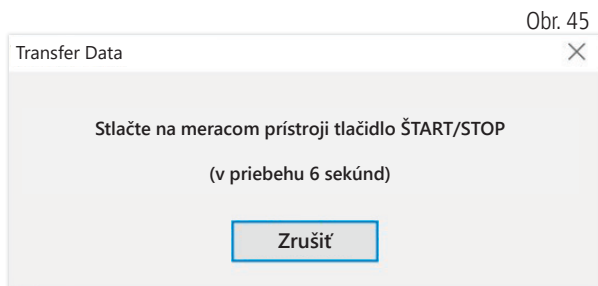 Obr. 45
Transfer Data
Stlačte na meracom prístroji tlačidlo ŠTART/STOP
(v priebehu 6 sekúnd)
Zrušiť